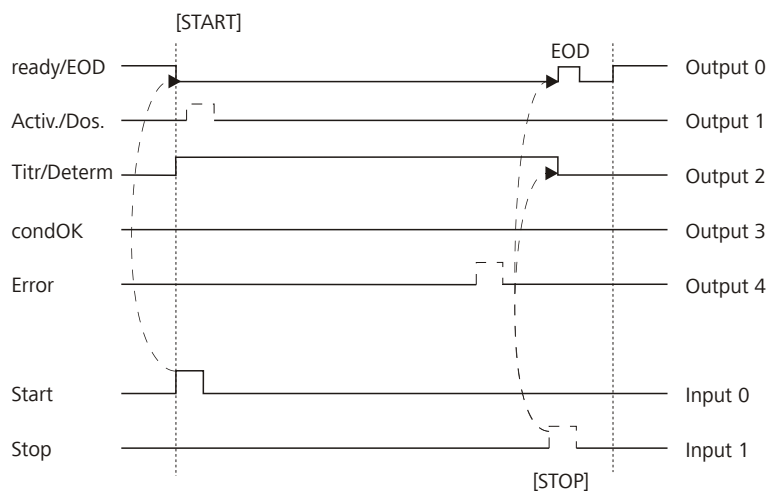 [START]
EOD
ready/EOD Output 0
Activ./Dos. Output 1
Titr/Determ Output 2
condOK Output 3
Error Output 4
Start Input 0
Stop Input 1
[STOP]